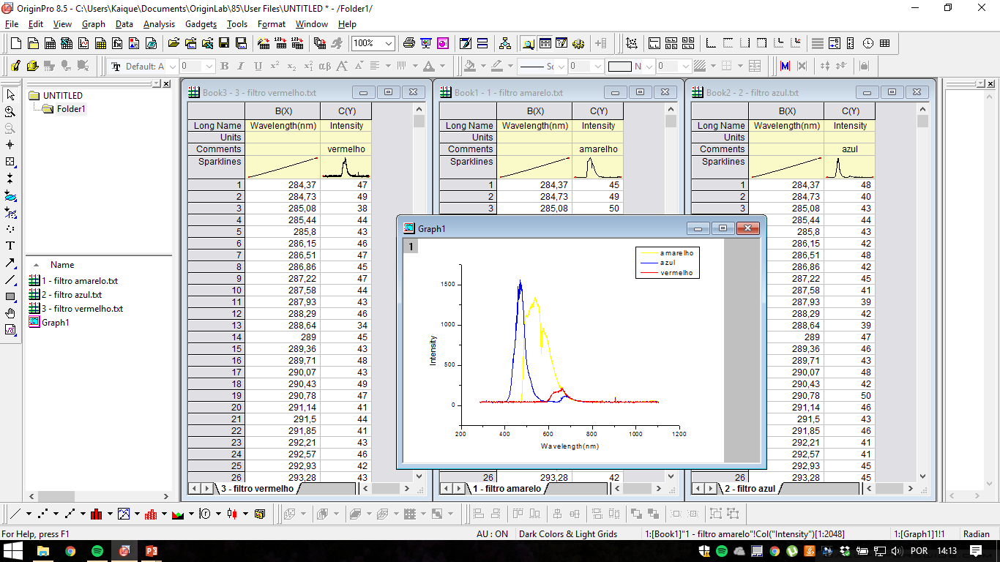 OriginPro 8.5 - C:\Users\Kaique\Documents\OriginLab\85\User Files\UNTITLED * - /Folder1/
File Edit View Graph Data Analysis Gadgets Tools Format Window Help
100%
Default: A 0 B I U 0 N 0
UNTITLED
Folder1
Name
1 - filtro amarelo.txt
2 - filtro azul.txt
3 - filtro vermelho.txt
Graph1
Book3 - 3 - filtro vermelho.txt
B(X) C(Y)
Long Name Wavelength(nm) Intensity
Units
Comments vermelho
Sparklines
1 284,37 47
2 284,73 49
3 285,08 38
4 285,44 44
5 285,8 43
6 286,15 46
7 286,51 47
8 286,86 45
9 287,22 47
10 287,58 44
11 287,93 43
12 288,29 46
13 288,64 34
14 289 45
15 289,36 43
16 289,71 48
17 290,07 43
18 290,43 49
19 290,78 47
20 291,14 41
21 291,5 44
22 291,85 41
23 292,21 43
24 292,57 46
25 292,93 42
26 293,28 43
3 - filtro vermelho
Book1 - 1 - filtro amarelo.txt
B(X) C(Y)
Long Name Wavelength(nm) Intensity
Units
Comments amarelho
Sparklines
1 284,37 45
2 284,73 49
3 285,08 50
26 293,28 42
1 - filtro amarelo
Book2 - 2 - filtro azul.txt
B(X) C(Y)
Long Name Wavelength(nm) Intensity
Units
Comments azul
Sparklines
1 284,37 48
2 284,73 40
285,08 43
285,44 44
285,8 43
286,15 42
286,51 48
286,86 42
287,22 45
287,58 41
287,93 39
288,29 42
288,64 39
289 47
289,36 46
289,71 43
290,07 48
290,43 42
290,78 50
291,14 46
291,5 43
291,85 46
292,21 41
292,57 41
292,93 45
26 293,28 45
2 - filtro azul
Graph1
1
amarelho
azul
vermelho
1500
1000
500
0
Intensity
200 400 600 800 1000 1200
Wavelength(nm)
For Help, press F1
AU : ON
Dark Colors & Light Grids
1:[Book1]"1 - filtro amarelo"!Col("Intensity")[1:2048]
1:[Graph1]1!1
Radian
POR 14:13